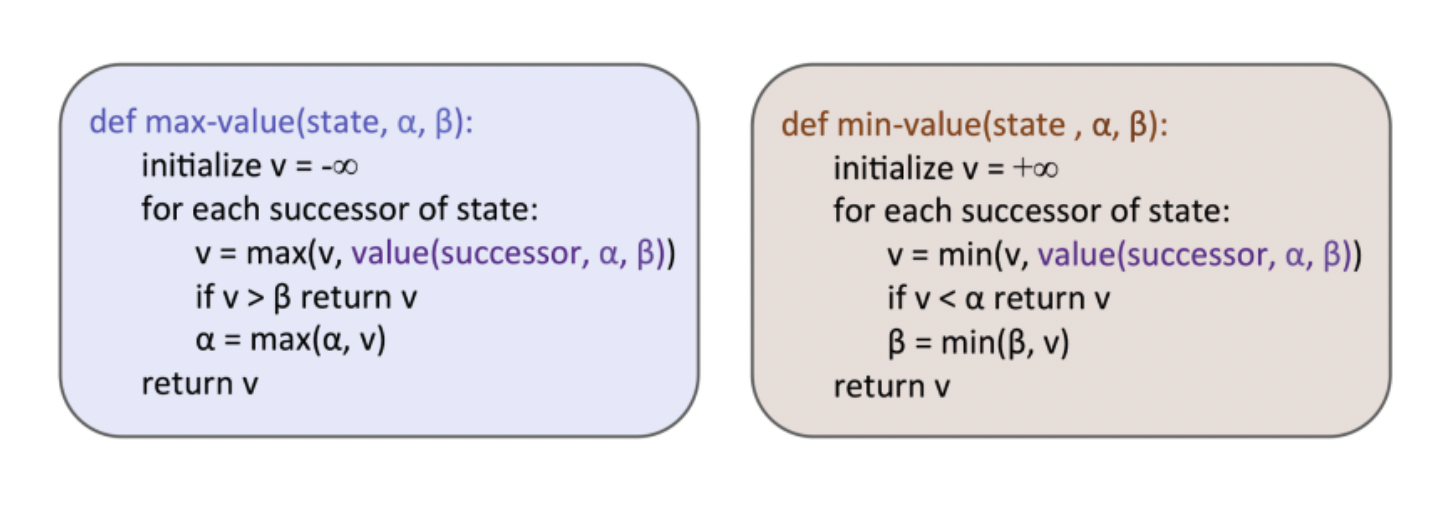 def max-value(state, α, β):
initialize v = -∞
for each successor of state:
v = max(v, value(successor, α, β))
if v > β return v
α = max(α, v)
return v
def min-value(state , α, β):
initialize v = +∞
for each successor of state:
v = min(v, value(successor, α, β))
if v < α return v
β = min(β, v)
return v